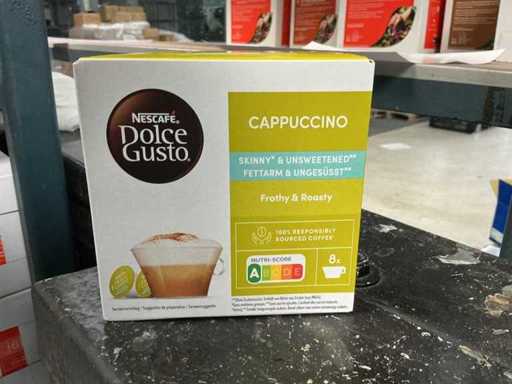 NESCAFÉ®
Dolce
Gusto®
CAPPUCCINO
SKINNY* & UNSWEETENED**
FETTARM & UNGESÜSST**
Frothy & Roasty
100% RESPONSIBLY
SOURCED COFFEE
NUTRI-SCORE
A B C D E
8x